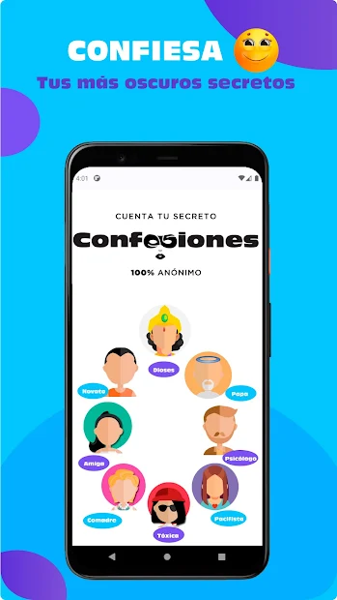 CONFIESA
Tus más oscuros secretos
4:01
CUENTA TU SECRETO
Confesiones
100% ANÓNIMO
Dioses
Novato
Papa
Amiga
Psicólogo
Comadre
Pacifista
Tóxica